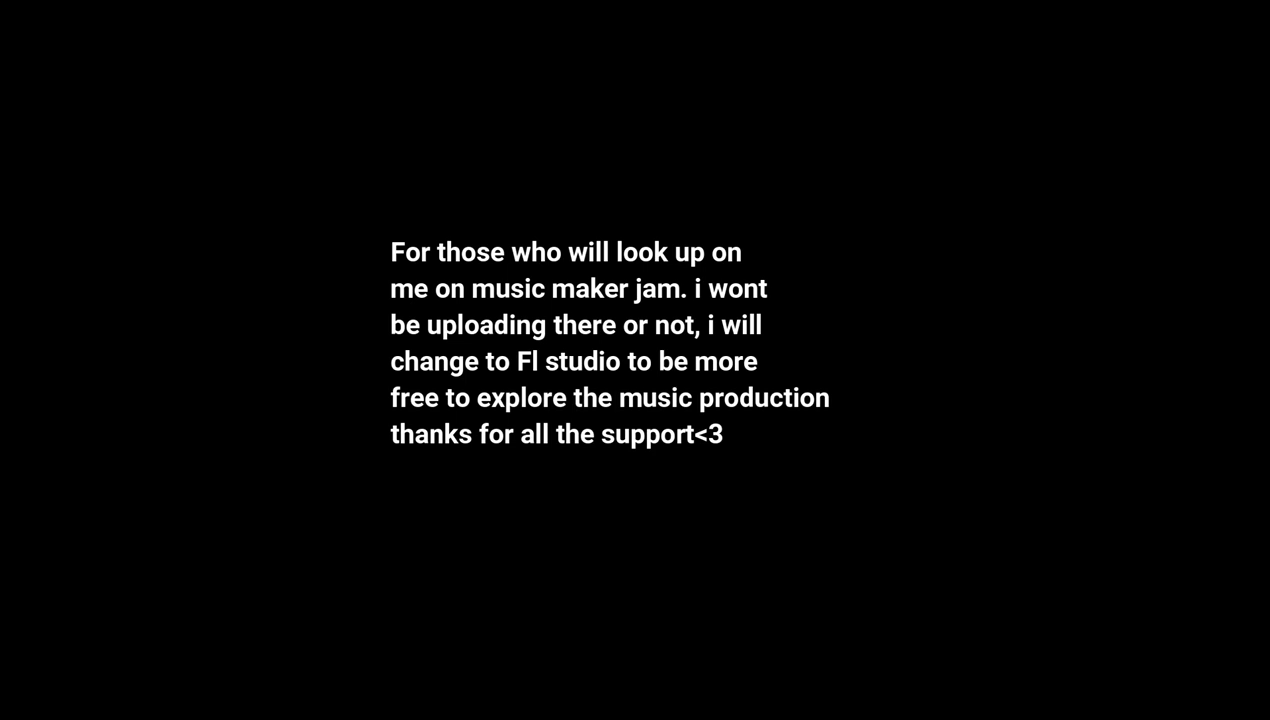 For those who will look up on
me on music maker jam. i wont
be uploading there or not, i will
change to Fl studio to be more
free to explore the music production
thanks for all the support<3